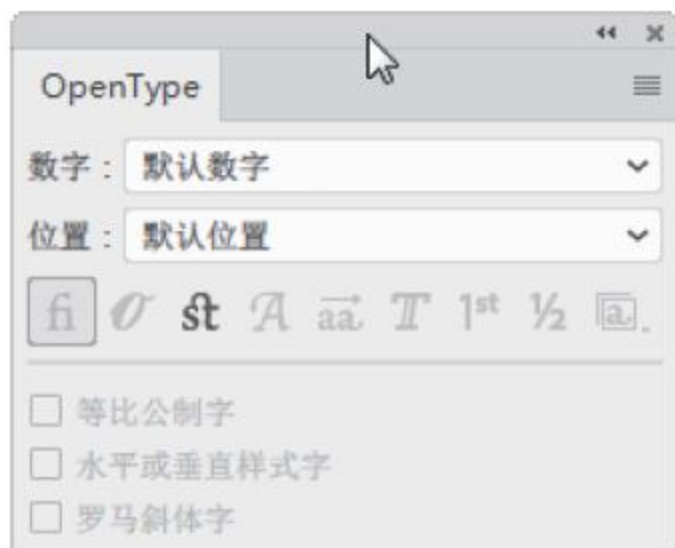 OpenType
数字：默认数字
位置：默认位置
fi O st A aa T 1st ½ a
等比公制字
水平或垂直样式字
罗马斜体字